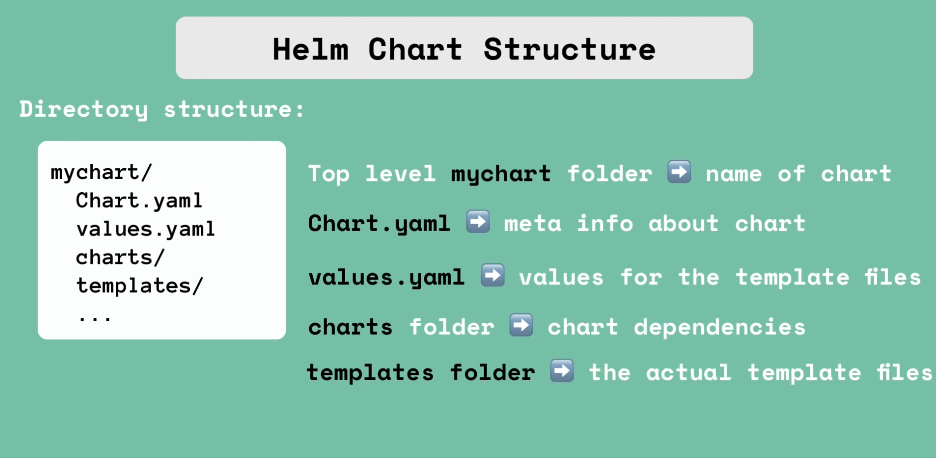 Helm Chart Structure
Directory structure:
mychart/
Chart.yaml
values.yaml
charts/
templates/
...
Top level mychart folder ➡️ name of chart
Chart.yaml ➡️ meta info about chart
values.yaml ➡️ values for the template files
charts folder ➡️ chart dependencies
templates folder ➡️ the actual template files